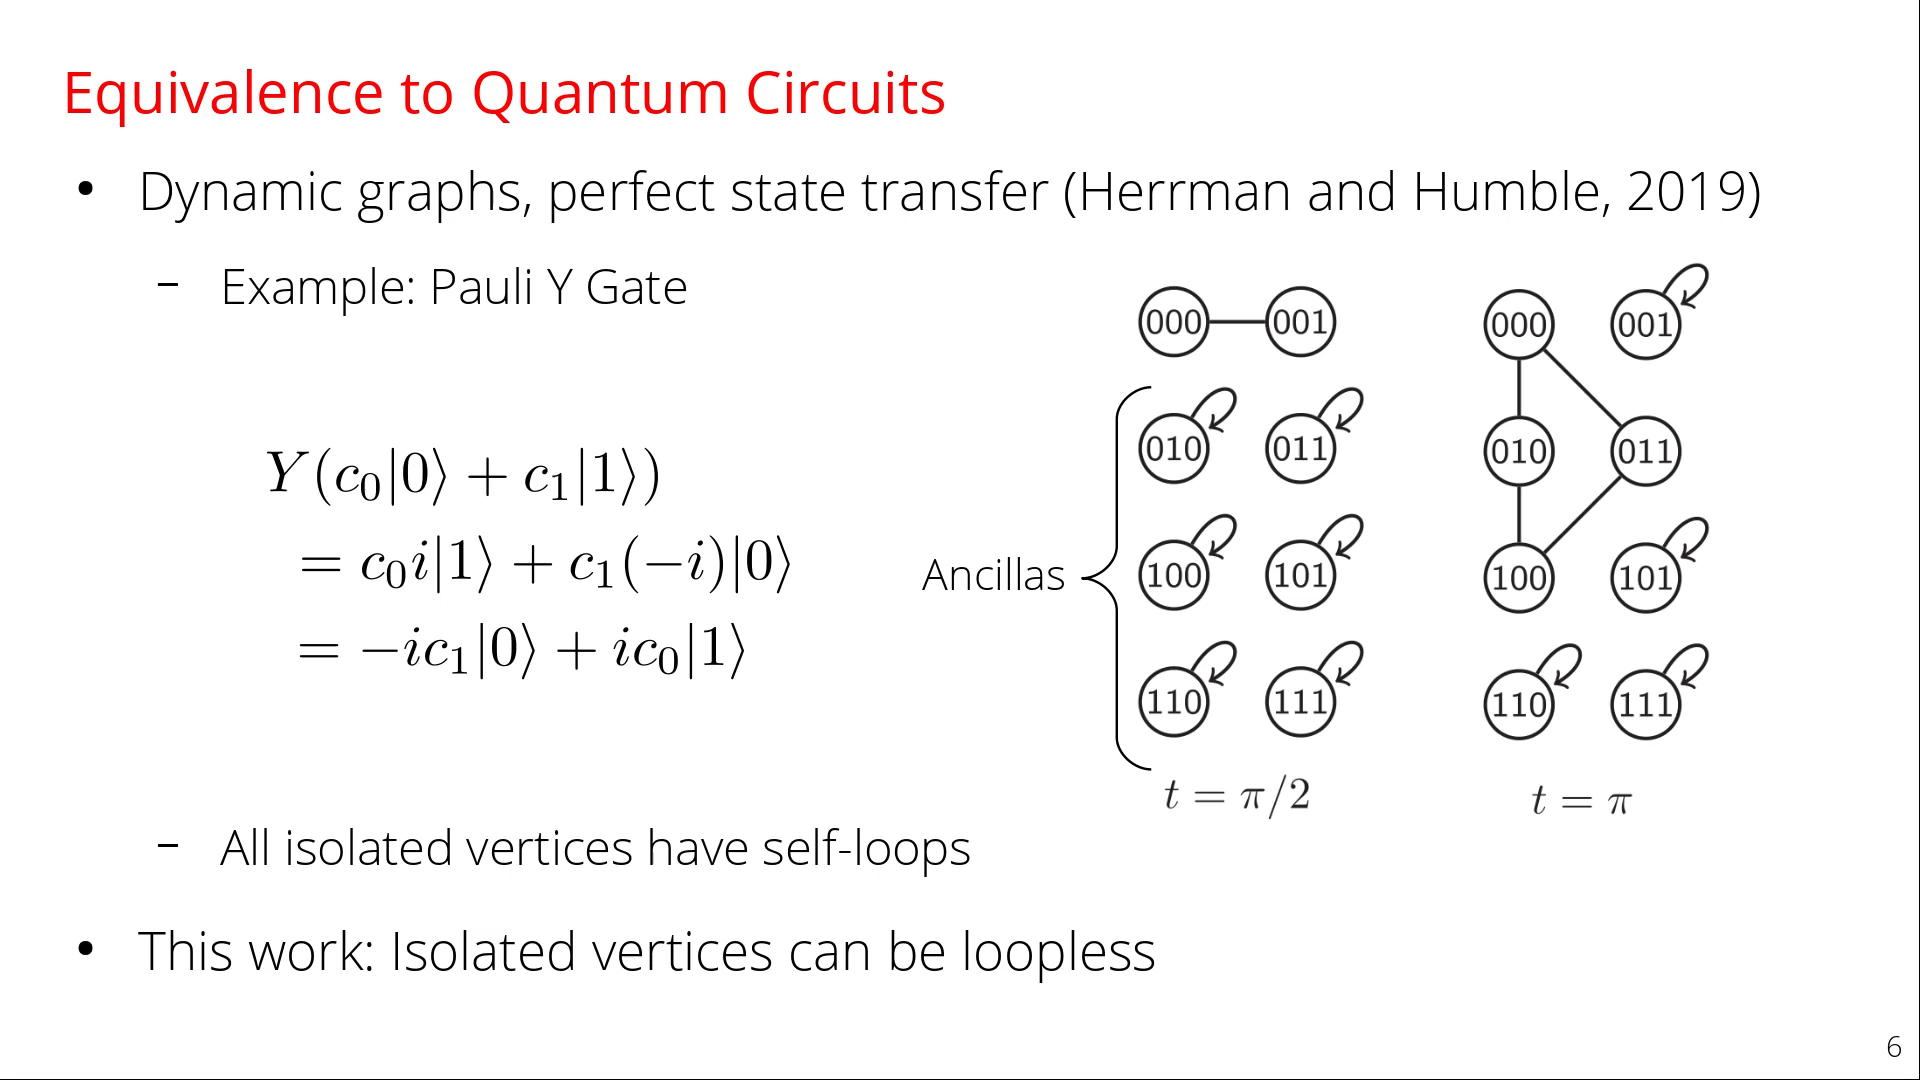 Equivalence to Quantum Circuits
• Dynamic graphs, perfect state transfer (Herrman and Humble, 2019)
– Example: Pauli Y Gate
Y(c₀|0⟩ + c₁|1⟩)
= c₀i|1⟩ + c₁(−i)|0⟩
= −ic₁|0⟩ + ic₀|1⟩
Ancillas
000 001
010 011
100 101
110 111
t = π/2
000 001
010 011
100 101
110 111
t = π
– All isolated vertices have self-loops
• This work: Isolated vertices can be loopless
6